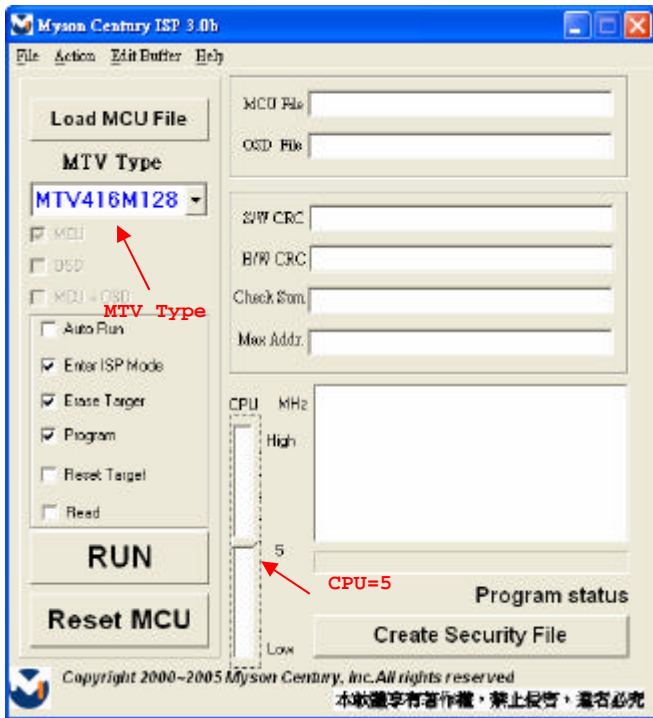 Myson Century ISP 3.0b
File Action Edit Buffer Help
Load MCU File
MTV Type
MTV416M128
MCU
OSD
MCU + OSD
MTV Type
Auto Run
Enter ISP Mode
Erase Targer
Program
Reset Target
Read
RUN
Reset MCU
MCU File
OSD File
S/W CRC
H/W CRC
Check Sum
Max Addr.
CPU MHz
High
5
Low
CPU=5
Program status
Create Security File
Copyright 2000~2005 Myson Century, Inc.All rights reserved
本軟體享有著作權，禁止侵害，違者必究